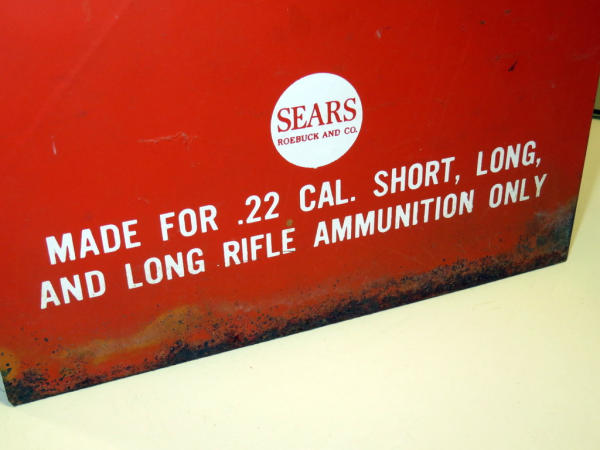 SEARS
ROEBUCK AND CO.
MADE FOR .22 CAL. SHORT, LONG,
AND LONG RIFLE AMMUNITION ONLY